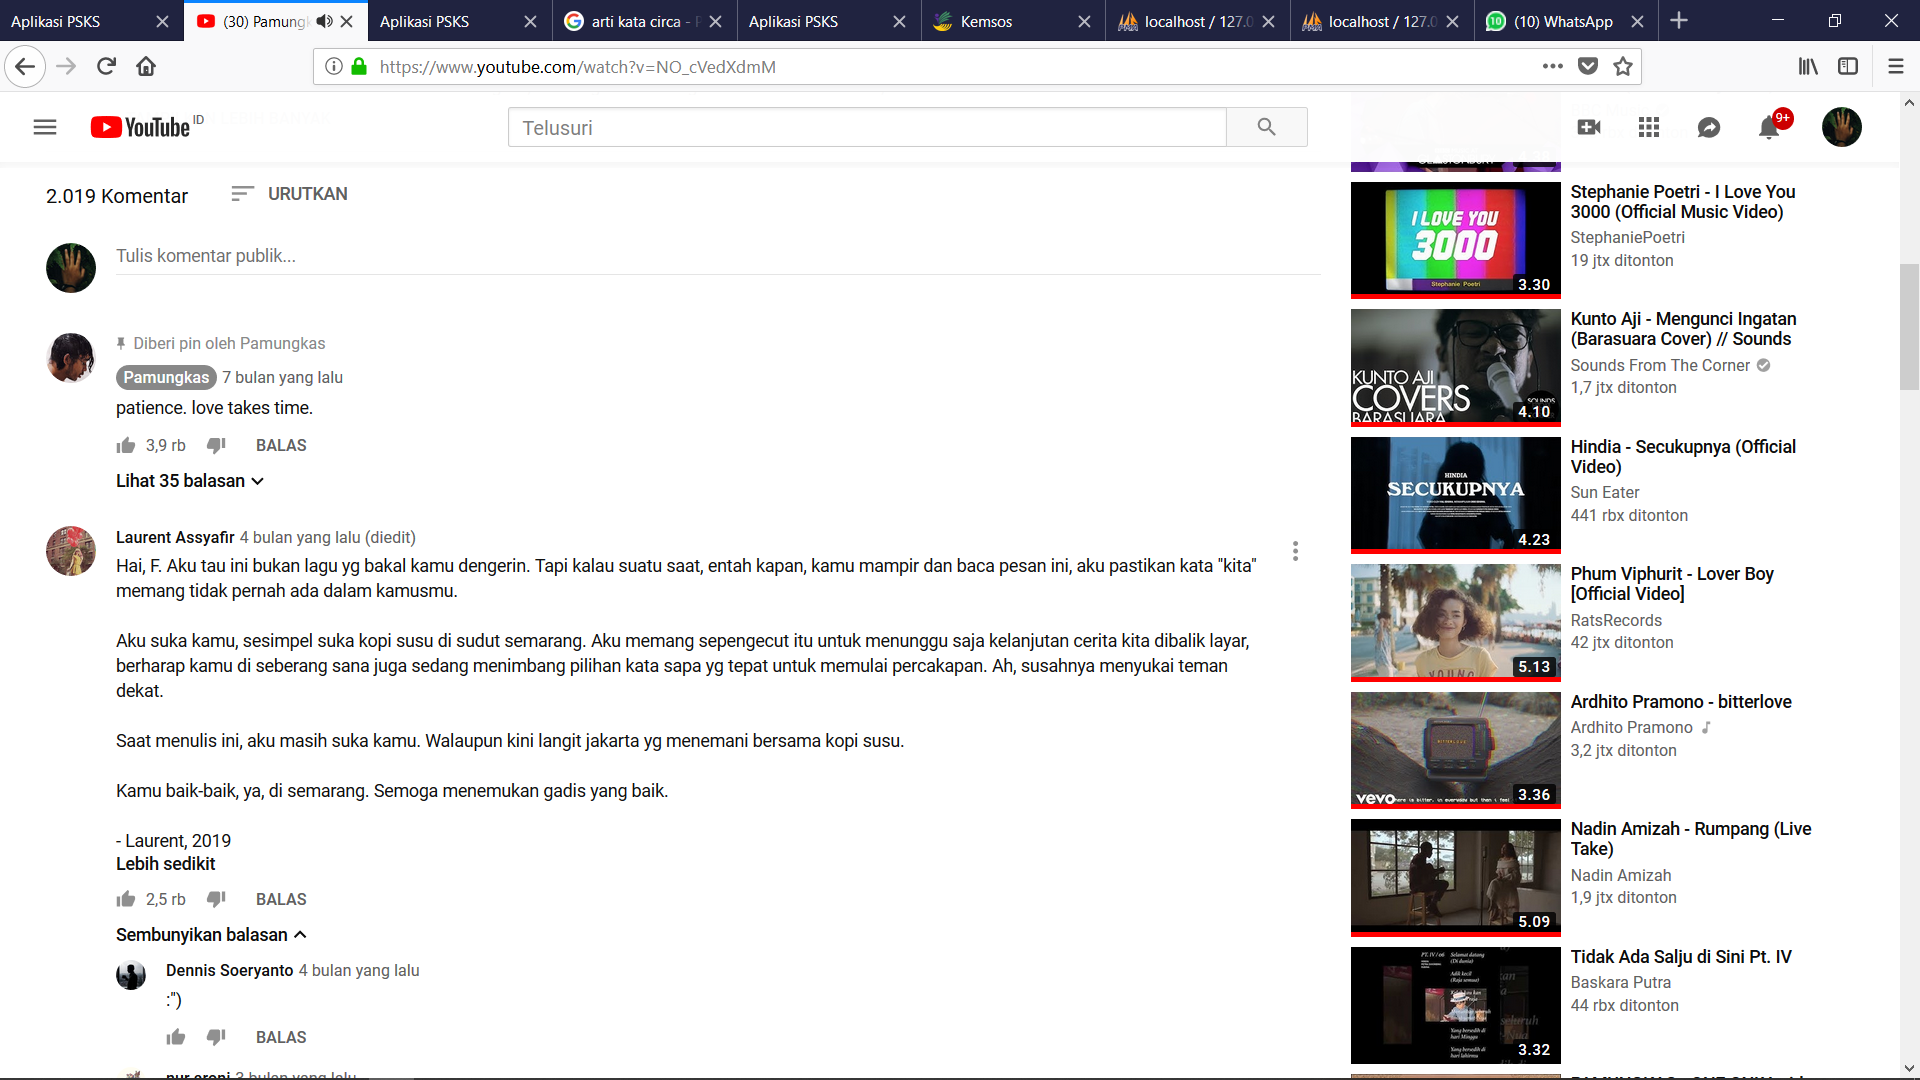 Aplikasi PSKS
(30) Pamungk
Aplikasi PSKS
arti kata circa - P
Aplikasi PSKS
Kemsos
localhost / 127.0
localhost / 127.0
(10) WhatsApp
https://www.youtube.com/watch?v=NO_cVedXdmM
YouTube ID
Telusuri
9+
2.019 Komentar
URUTKAN
Tulis komentar publik...
Diberi pin oleh Pamungkas
Pamungkas 7 bulan yang lalu
patience. love takes time.
3,9 rb BALAS
Lihat 35 balasan
Laurent Assyafir 4 bulan yang lalu (diedit)
Hai, F. Aku tau ini bukan lagu yg bakal kamu dengerin. Tapi kalau suatu saat, entah kapan, kamu mampir dan baca pesan ini, aku pastikan kata "kita"
memang tidak pernah ada dalam kamusmu.
Aku suka kamu, sesimpel suka kopi susu di sudut semarang. Aku memang sepengecut itu untuk menunggu saja kelanjutan cerita kita dibalik layar,
berharap kamu di seberang sana juga sedang menimbang pilihan kata sapa yg tepat untuk memulai percakapan. Ah, susahnya menyukai teman
dekat.
Saat menulis ini, aku masih suka kamu. Walaupun kini langit jakarta yg menemani bersama kopi susu.
Kamu baik-baik, ya, di semarang. Semoga menemukan gadis yang baik.
- Laurent, 2019
Lebih sedikit
2,5 rb BALAS
Sembunyikan balasan
Dennis Soeryanto 4 bulan yang lalu
:")
BALAS
I LOVE YOU
3000
Stephanie Poetri
3.30
Stephanie Poetri - I Love You
3000 (Official Music Video)
StephaniePoetri
19 jtx ditonton
KUNTO AJI
COVERS
BARASUARA
SOUNDS
4.10
Kunto Aji - Mengunci Ingatan
(Barasuara Cover) // Sounds
Sounds From The Corner
1,7 jtx ditonton
HINDIA
SECUKUPNYA
4.23
Hindia - Secukupnya (Official
Video)
Sun Eater
441 rbx ditonton
YOUNG
5.13
Phum Viphurit - Lover Boy
[Official Video]
RatsRecords
42 jtx ditonton
BITTERLOVE
vevo
3.36
Ardhito Pramono - bitterlove
Ardhito Pramono
3,2 jtx ditonton
5.09
Nadin Amizah - Rumpang (Live
Take)
Nadin Amizah
1,9 jtx ditonton
Selamat datang
(Di dunia)
Adik kecil
3.32
Tidak Ada Salju di Sini Pt. IV
Baskara Putra
44 rbx ditonton